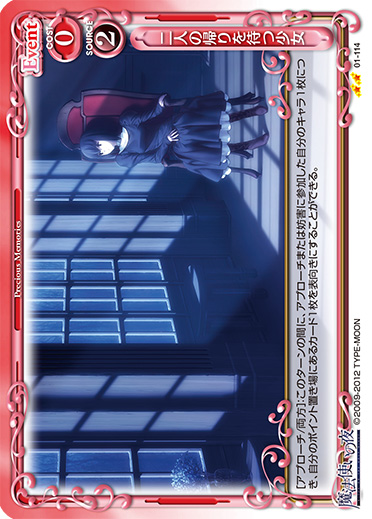 Event
COST
0
SOURCE
2
二人の帰りを待つ少女
01-114
Precious Memories
[アプローチ/両方]:このターンの間に、アプローチまたは妨害に参加した自分のキャラ1枚につ
き、自分のポイント置き場にあるカード1枚を表向きにすることができる。
魔法使いの夜
©2009-2012 TYPE-MOON